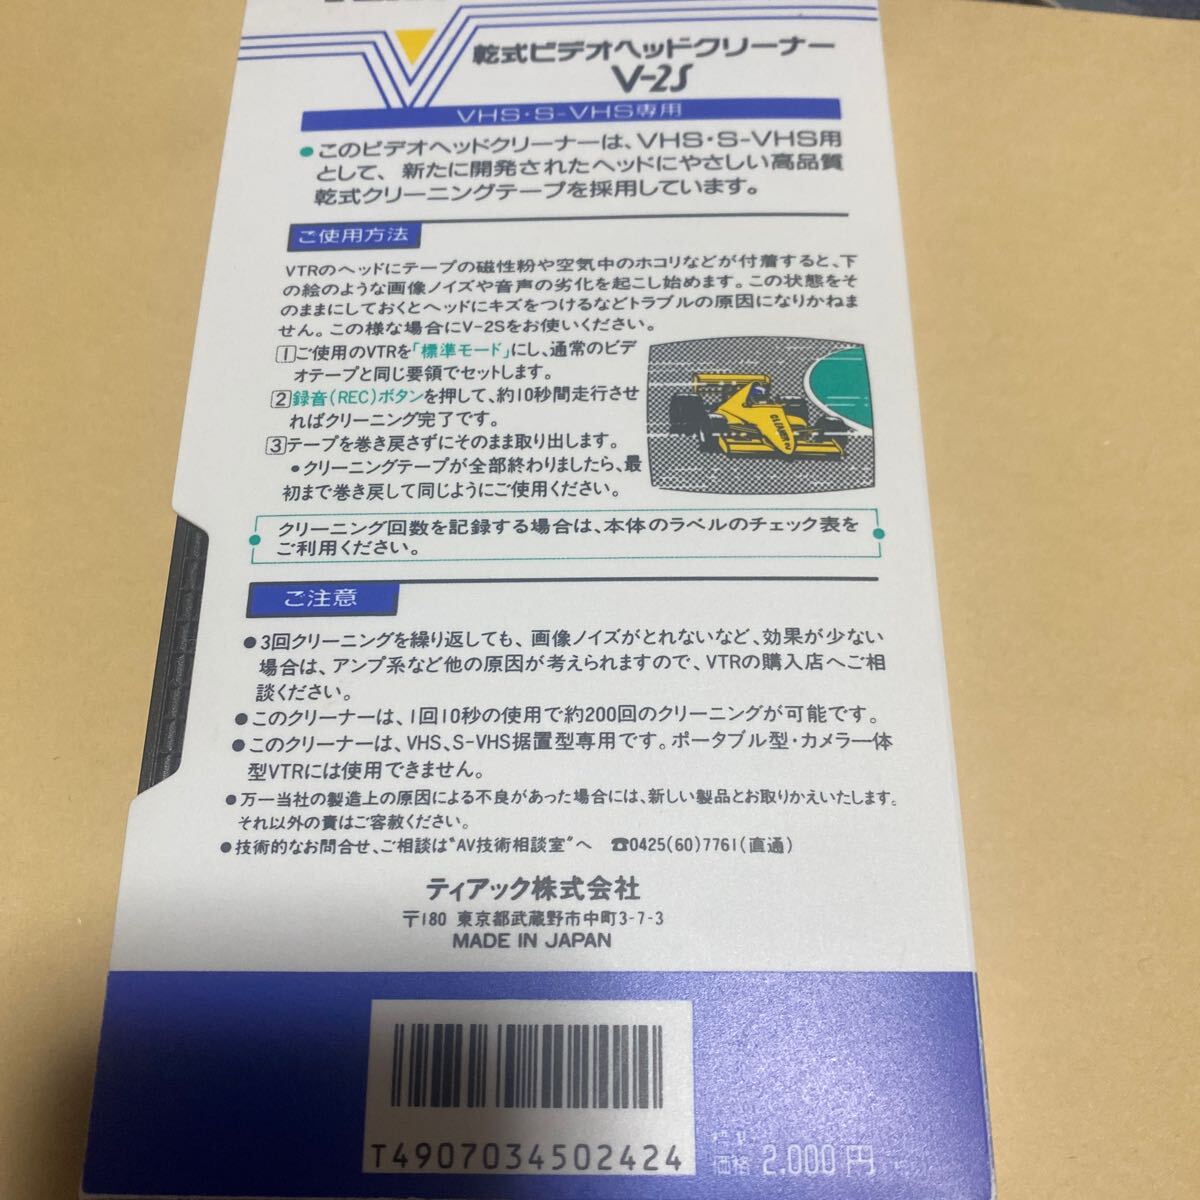 乾式ビデオヘッドクリーナー
V-2S
VHS・S-VHS専用
●このビデオヘッドクリーナーは、VHS・S-VHS用
として、新たに開発されたヘッドにやさしい高品質
乾式クリーニングテープを採用しています。
ご使用方法
VTRのヘッドにテープの磁性粉や空気中のホコリなどが付着すると、下
の絵のような画像ノイズや音声の劣化を起こし始めます。この状態をそ
のままにしておくとヘッドにキズをつけるなどトラブルの原因になりかねま
せん。この様な場合にV-2Sをお使いください。
1ご使用のVTRを「標準モード」にし、通常のビデ
オテープと同じ要領でセットします。
2録音(REC)ボタンを押して、約10秒間走行させ
ればクリーニング完了です。
3テープを巻き戻さずにそのまま取り出します。
●クリーニングテープが全部終わりましたら、最
初まで巻き戻して同じようにご使用ください。
クリーニング回数を記録する場合は、本体のラベルのチェック表を
ご利用ください。
ご注意
●3回クリーニングを繰り返しても、画像ノイズがとれないなど、効果が少ない
場合は、アンプ系など他の原因が考えられますので、VTRの購入店へご相
談ください。
●このクリーナーは、1回10秒の使用で約200回のクリーニングが可能です。
●このクリーナーは、VHS、S-VHS据置型専用です。ポータブル型・カメラ一体
型VTRには使用できません。
●万一当社の製造上の原因による不良があった場合には、新しい製品とお取りかえいたします。
それ以外の責はご容赦ください。
●技術的なお問合せ、ご相談は"AV技術相談室"へ ☎0425(60)7761(直通)
ティアック株式会社
〒180 東京都武蔵野市中町3-7-3
MADE IN JAPAN
T4907034502424
価格 2,000円